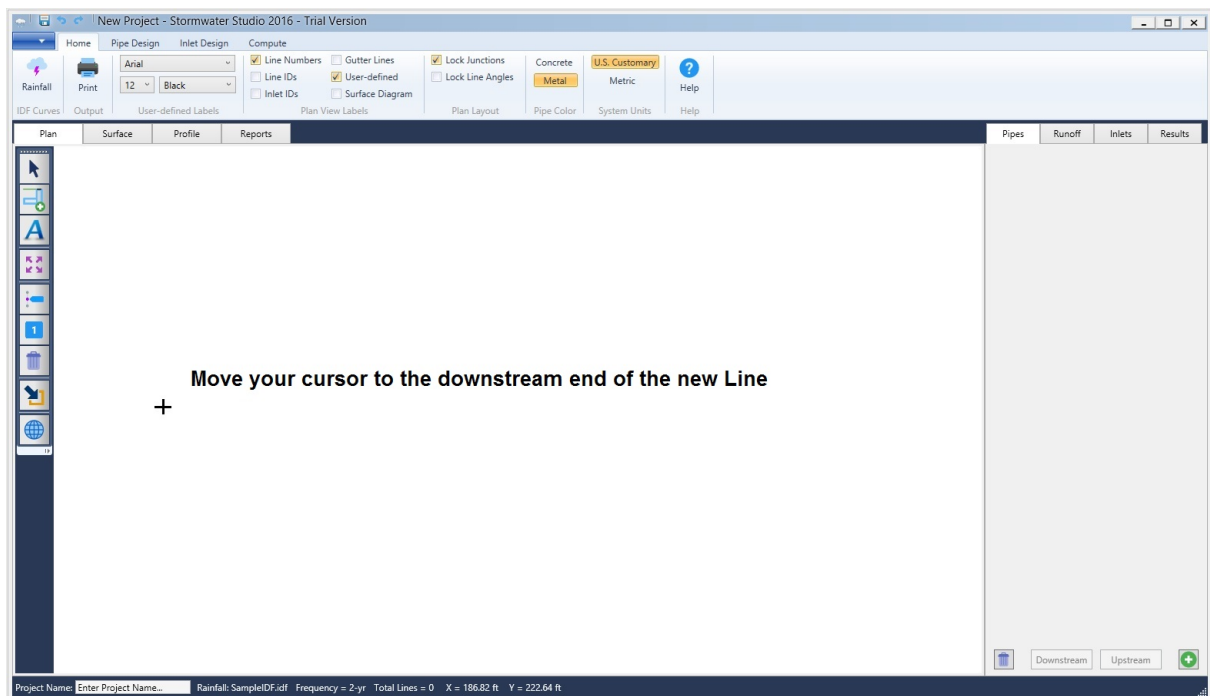 New Project - Stormwater Studio 2016 - Trial Version
Home Pipe Design Inlet Design Compute
Arial Line Numbers Gutter Lines Lock Junctions Concrete U.S. Customary
Line IDs User-defined Lock Line Angles
Rainfall Print 12 Black Metal Metric Help
Inlet IDs Surface Diagram
IDF Curves Output User-defined Labels Plan View Labels Plan Layout Pipe Color System Units Help
Plan Surface Profile Reports Pipes Runoff Inlets Results
A
1
Move your cursor to the downstream end of the new Line
Downstream Upstream
Project Name: Enter Project Name... Rainfall: SampleIDF.idf Frequency = 2-yr Total Lines = 0 X = 186.82 ft Y = 222.64 ft